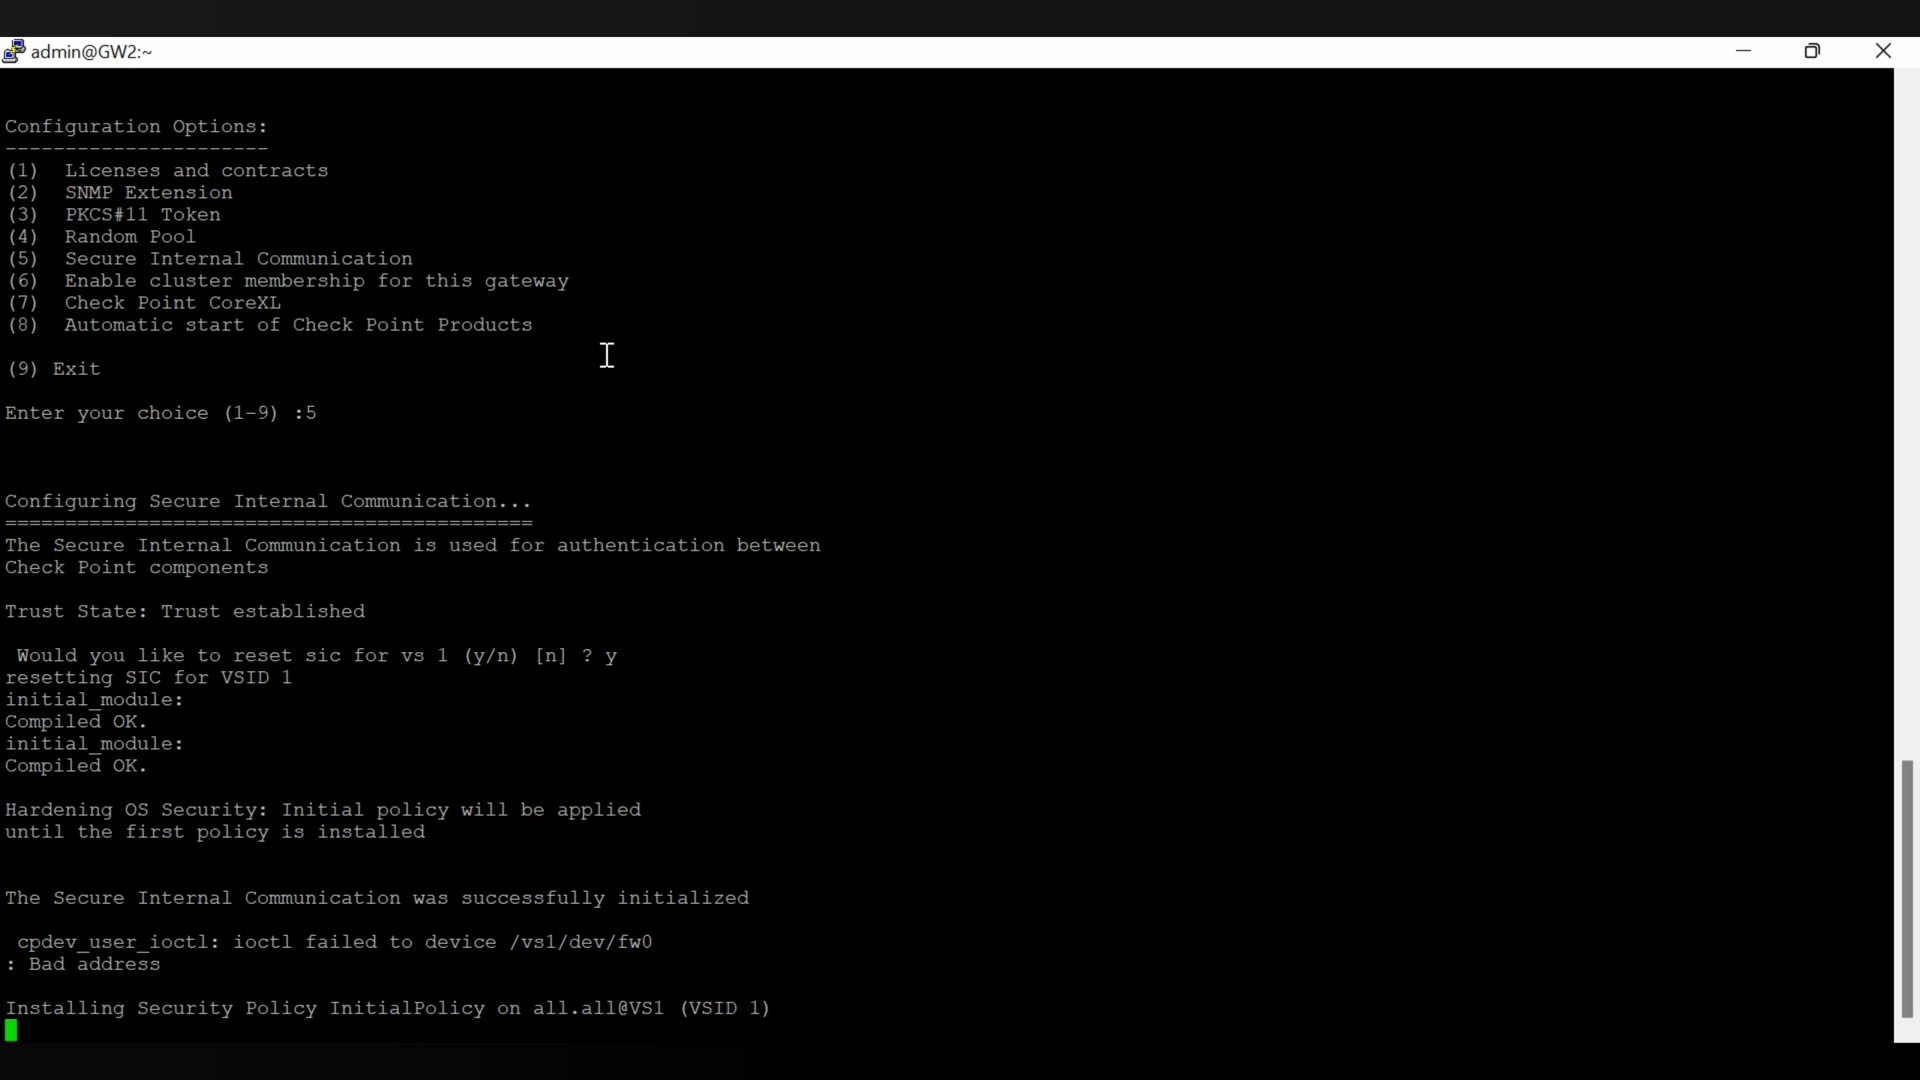 admin@GW2:~
Configuration Options:
----------------------
(1)  Licenses and contracts
(2)  SNMP Extension
(3)  PKCS#11 Token
(4)  Random Pool
(5)  Secure Internal Communication
(6)  Enable cluster membership for this gateway
(7)  Check Point CoreXL
(8)  Automatic start of Check Point Products
(9) Exit
Enter your choice (1-9) :5
Configuring Secure Internal Communication...
============================================
The Secure Internal Communication is used for authentication between
Check Point components
Trust State: Trust established
Would you like to reset sic for vs 1 (y/n) [n] ? y
resetting SIC for VSID 1
initial_module:
Compiled OK.
initial_module:
Compiled OK.
Hardening OS Security: Initial policy will be applied
until the first policy is installed
The Secure Internal Communication was successfully initialized
cpdev_user_ioctl: ioctl failed to device /vs1/dev/fw0
: Bad address
Installing Security Policy InitialPolicy on all.all@VS1 (VSID 1)